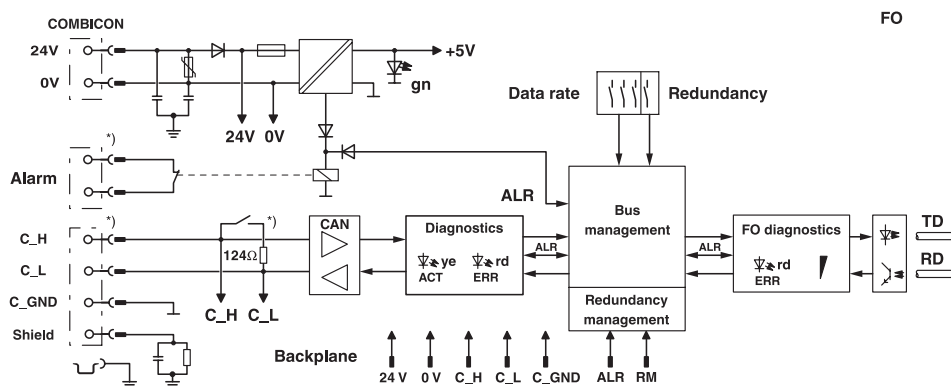 COMBICON
FO
24V
+5V
0V
gn
Data rate
Redundancy
24V
0V
*)
Alarm
ALR
*)
*)
C_H
CAN
Diagnostics
Bus
management
FO diagnostics
TD
124Ω
ye
rd
ALR
ALR
C_L
ACT
ERR
rd
ERR
RD
C_GND
C_H
C_L
Redundancy
management
Shield
Backplane
24 V
0 V
C_H
C_L
C_GND
ALR
RM